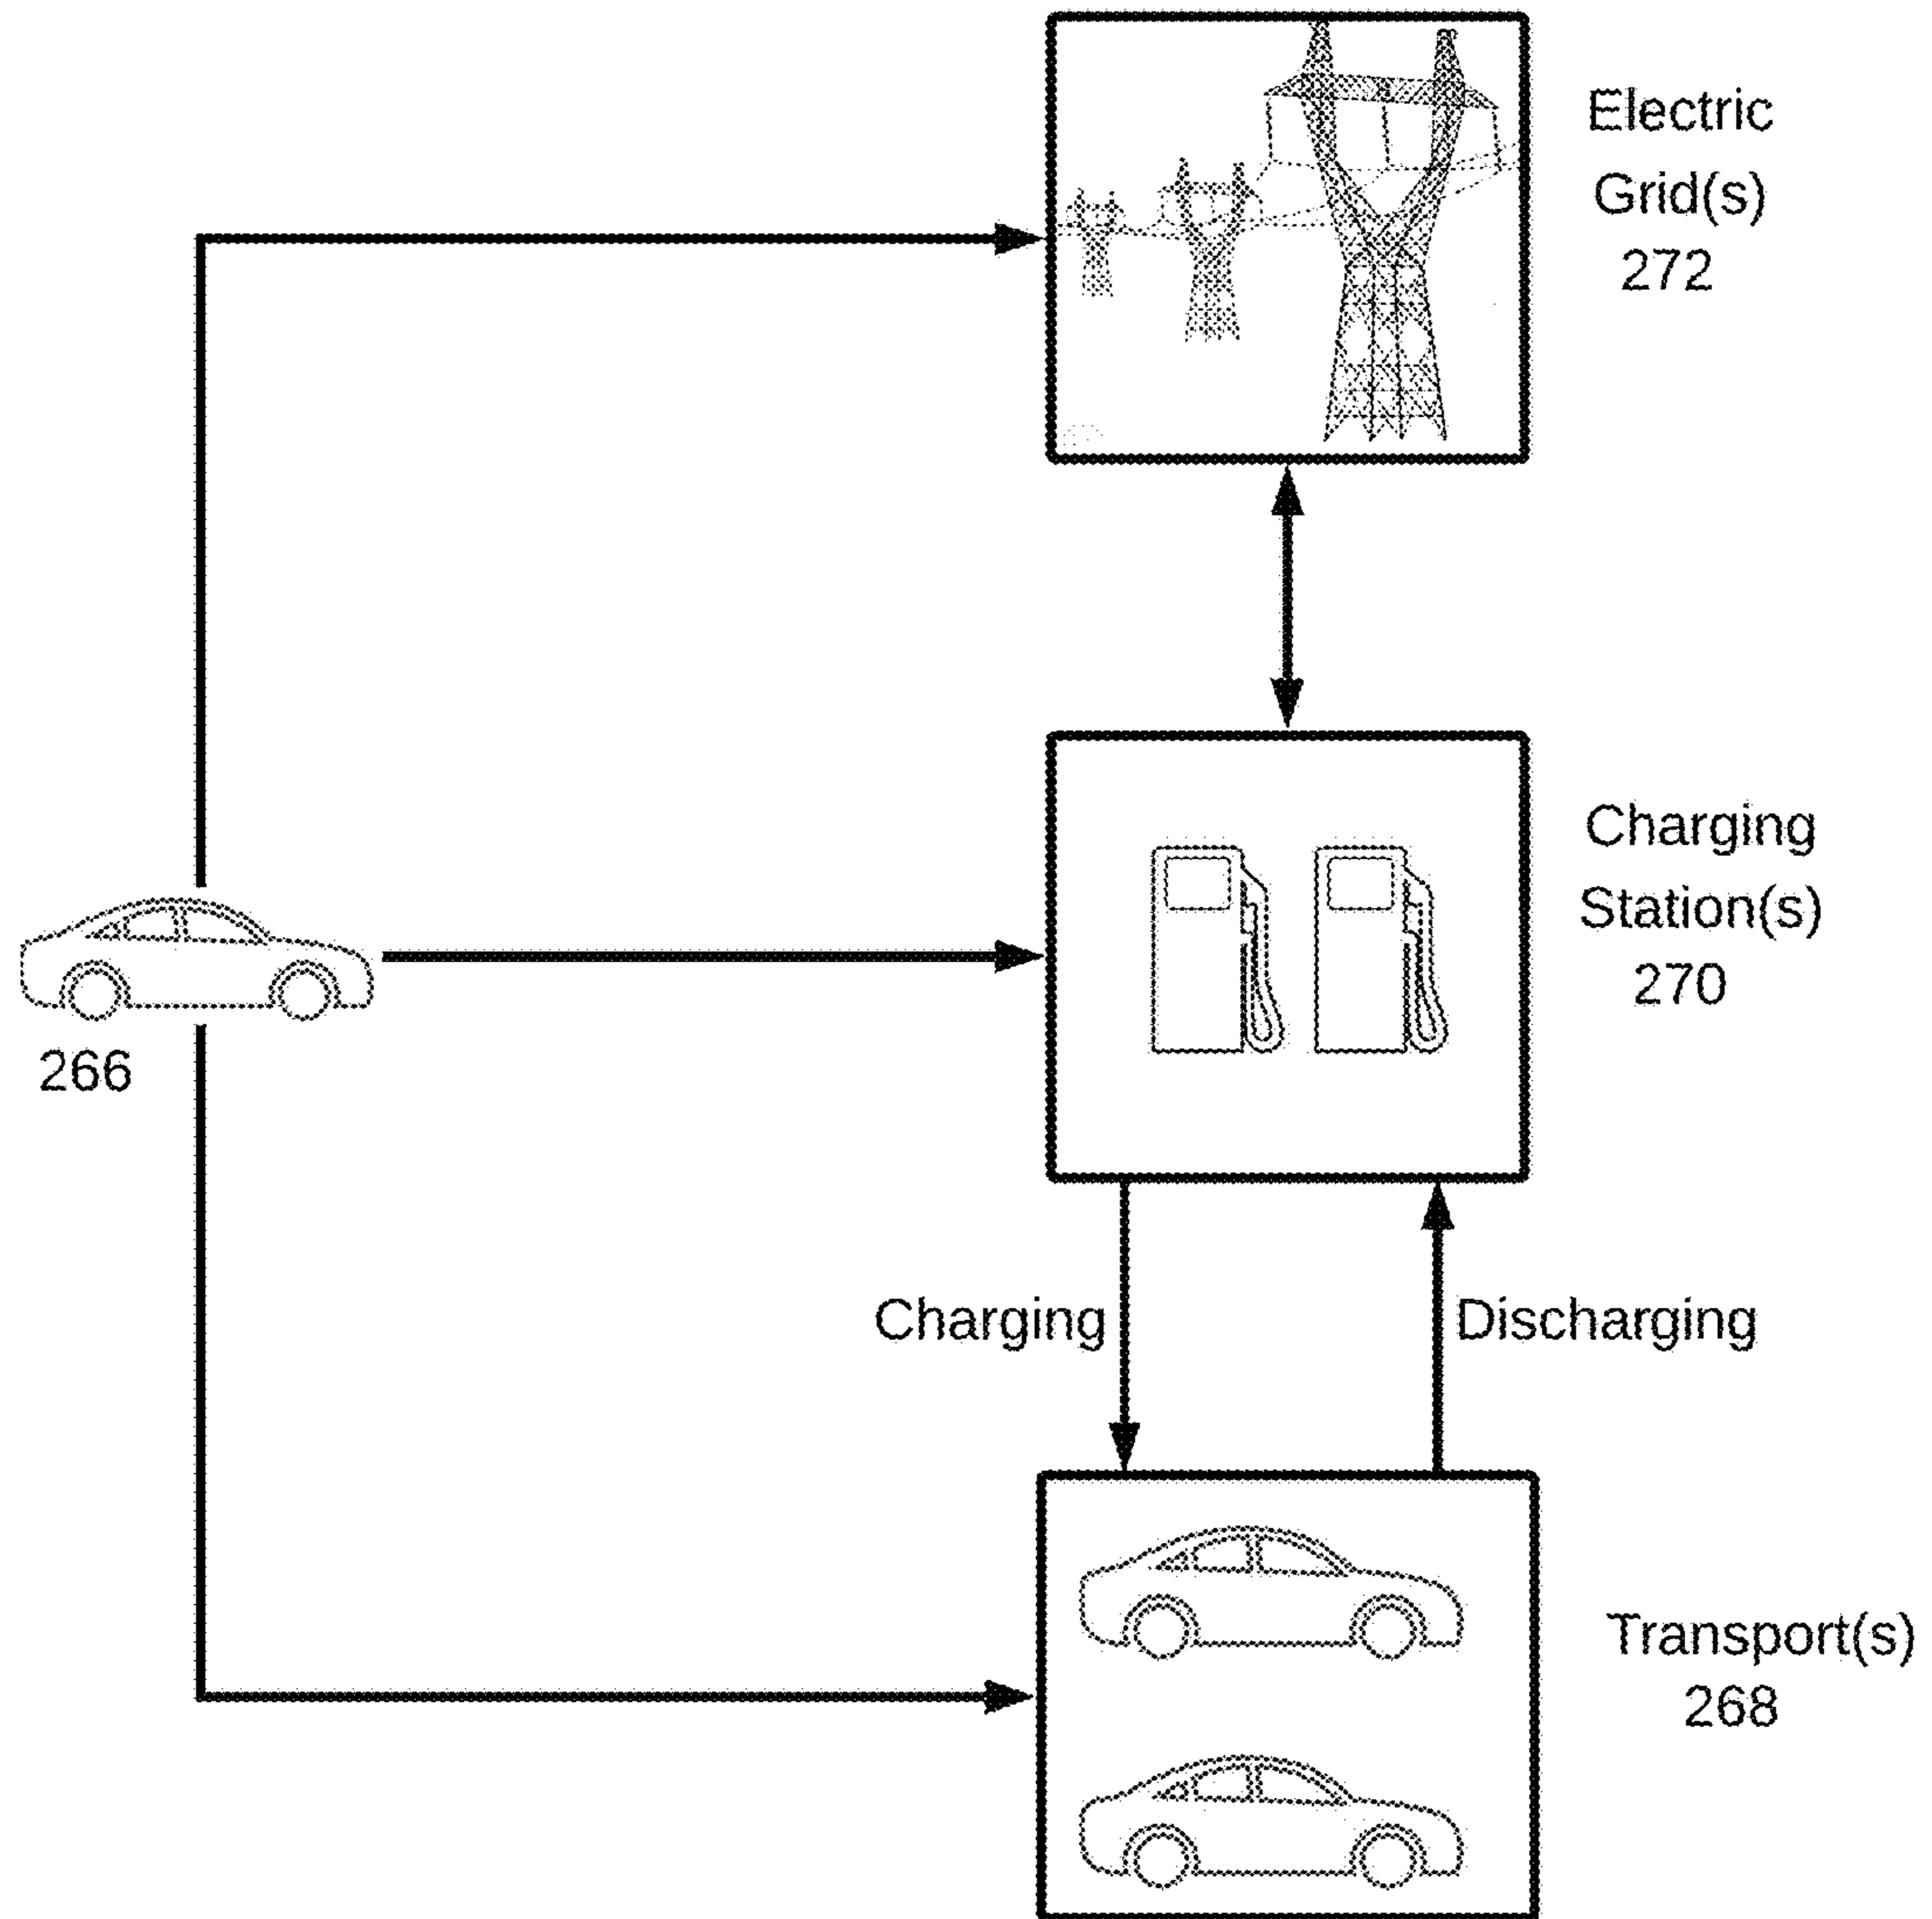 Electric
Grid(s)
272
Charging
Station(s)
270
266
Charging
Discharging
Transport(s)
268